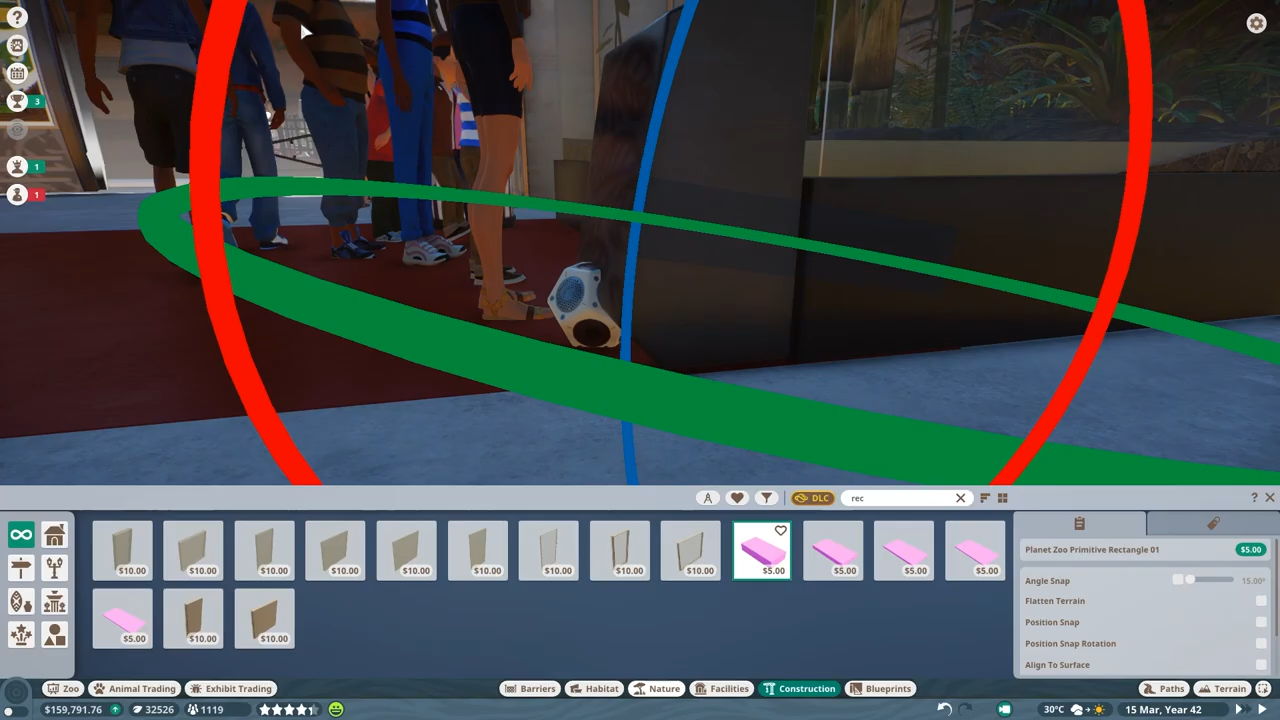 ?
3
1
1
DLC
rec
?
$10.00 $10.00 $10.00 $10.00 $10.00 $10.00 $10.00 $10.00 $10.00 $5.00 $5.00 $5.00 $5.00
$5.00 $10.00 $10.00
Planet Zoo Primitive Rectangle 01 $5.00
Angle Snap 15.00°
Flatten Terrain
Position Snap
Position Snap Rotation
Align To Surface
Zoo Animal Trading Exhibit Trading Barriers Habitat Nature Facilities Construction Blueprints Paths Terrain
$159,791.76 32526 1119 30°C 15 Mar, Year 42